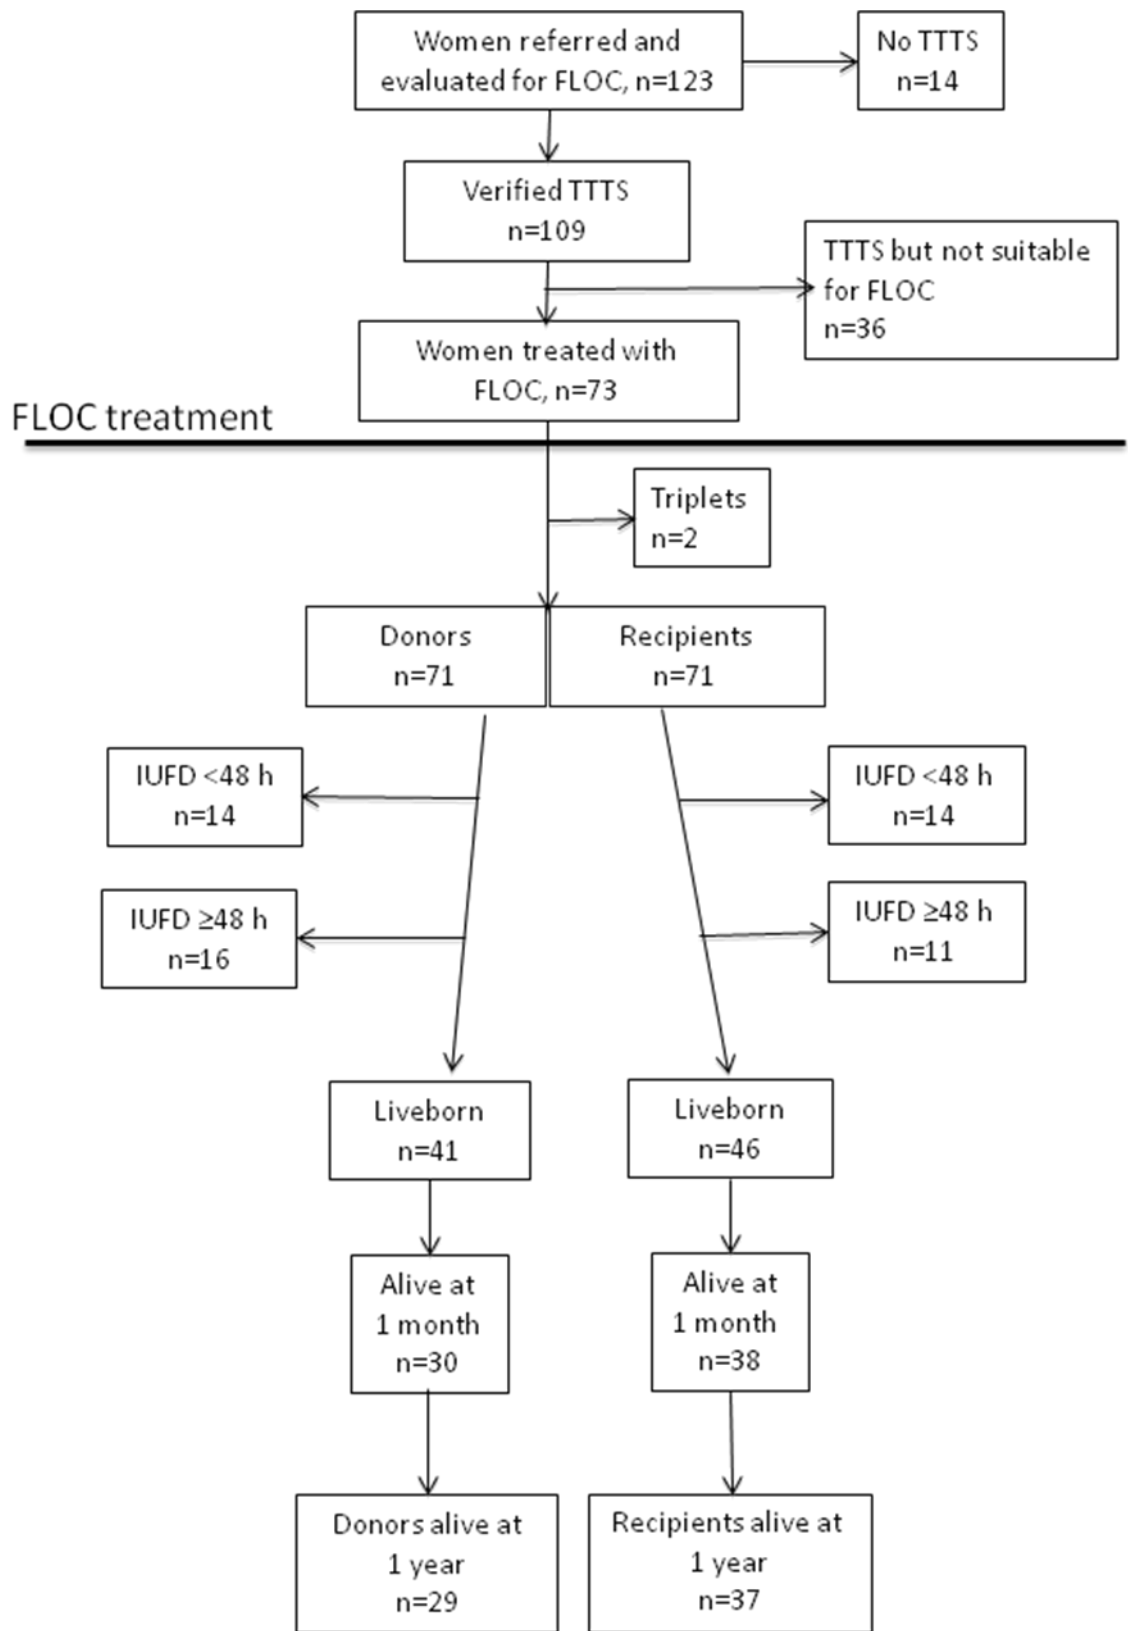 Women referred and
evaluated for FLOC, n=123
No TTTS
n=14
Verified TTTS
n=109
TTTS but not suitable
for FLOC
n=36
Women treated with
FLOC, n=73
FLOC treatment
Triplets
n=2
Donors
n=71
Recipients
n=71
IUFD <48 h
n=14
IUFD <48 h
n=14
IUFD ≥48 h
n=16
IUFD ≥48 h
n=11
Liveborn
n=41
Liveborn
n=46
Alive at
1 month
n=30
Alive at
1 month
n=38
Donors alive at
1 year
n=29
Recipients alive at
1 year
n=37